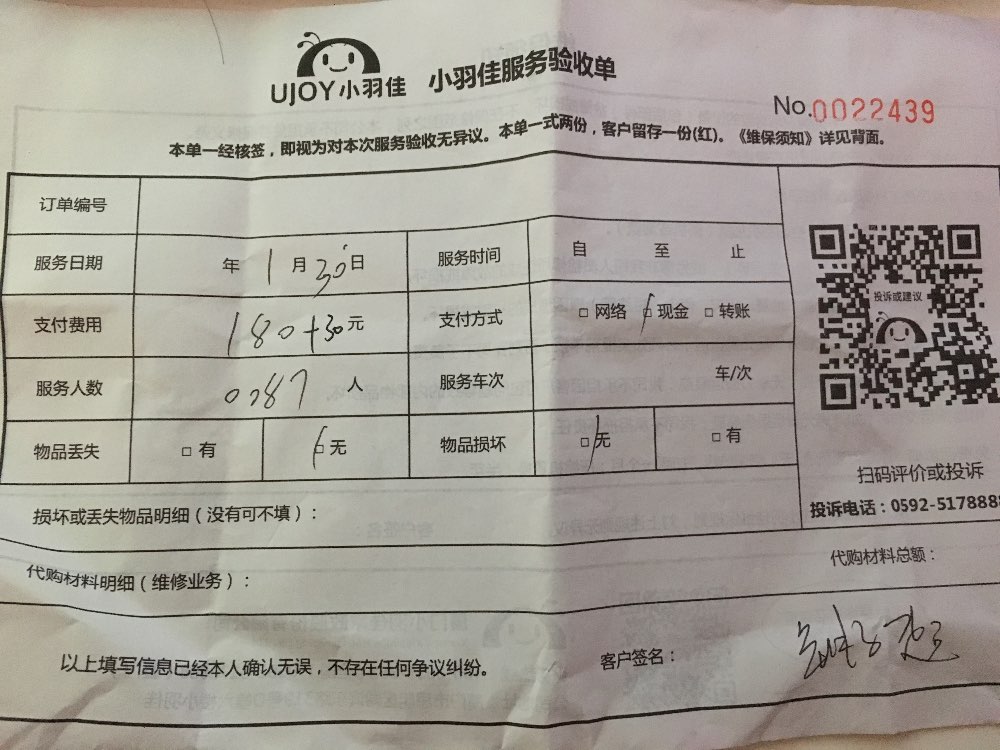 UJOY小羽佳 小羽佳服务验收单
No.0022439
本单一经核签，即视为对本次服务验收无异议。本单一式两份，客户留存一份(红)。《维保须知》详见背面。
订单编号
服务日期 年 1 月 30 日 服务时间 自 至 止
支付费用 180+30 元 支付方式 □ 网络 □ 现金 □ 转账
服务人数 人 服务车次 车/次
物品丢失 □ 有 □ 无 物品损坏 □ 无 □ 有
投诉或建议
扫码评价或投诉
投诉电话：0592-5178888
损坏或丢失物品明细（没有可不填）：
代购材料明细（维修业务）： 代购材料总额：
以上填写信息已经本人确认无误，不存在任何争议纠纷。 客户签名：